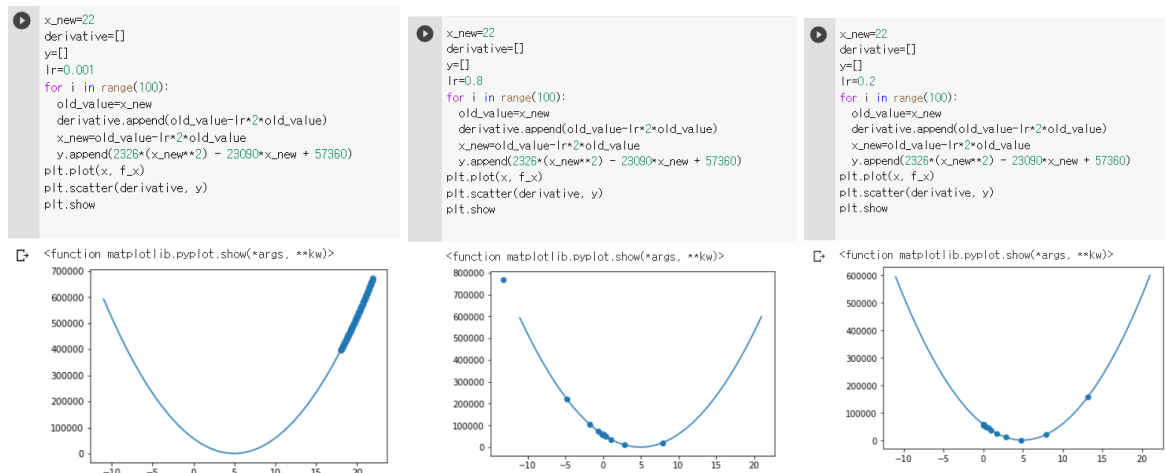 x_new=22
derivative=[]
y=[]
lr=0.001
for i in range(100):
old_value=x_new
derivative.append(old_value-lr*2*old_value)
x_new=old_value-lr*2*old_value
y.append(2326*(x_new**2) - 23090*x_new + 57360)
plt.plot(x, f_x)
plt.scatter(derivative, y)
plt.show
<function matplotlib.pyplot.show(*args, **kw)>
700000
600000
500000
400000
300000
200000
100000
0
-10 -5 0 5 10 15 20
x_new=22
derivative=[]
y=[]
lr=0.8
for i in range(100):
old_value=x_new
derivative.append(old_value-lr*2*old_value)
x_new=old_value-lr*2*old_value
y.append(2326*(x_new**2) - 23090*x_new + 57360)
plt.plot(x, f_x)
plt.scatter(derivative, y)
plt.show
<function matplotlib.pyplot.show(*args, **kw)>
800000
700000
600000
500000
400000
300000
200000
100000
0
-10 -5 0 5 10 15 20
x_new=22
derivative=[]
y=[]
lr=0.2
for i in range(100):
old_value=x_new
derivative.append(old_value-lr*2*old_value)
x_new=old_value-lr*2*old_value
y.append(2326*(x_new**2) - 23090*x_new + 57360)
plt.plot(x, f_x)
plt.scatter(derivative, y)
plt.show
<function matplotlib.pyplot.show(*args, **kw)>
600000
500000
400000
300000
200000
100000
0
-10 -5 0 5 10 15 20